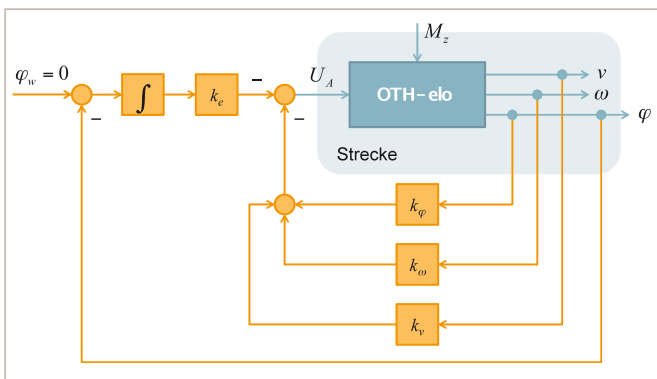 M_z
φ_w = 0
−
∫
k_e
−
−
U_A
OTH-elo
v
ω
φ
Strecke
k_φ
k_ω
k_v